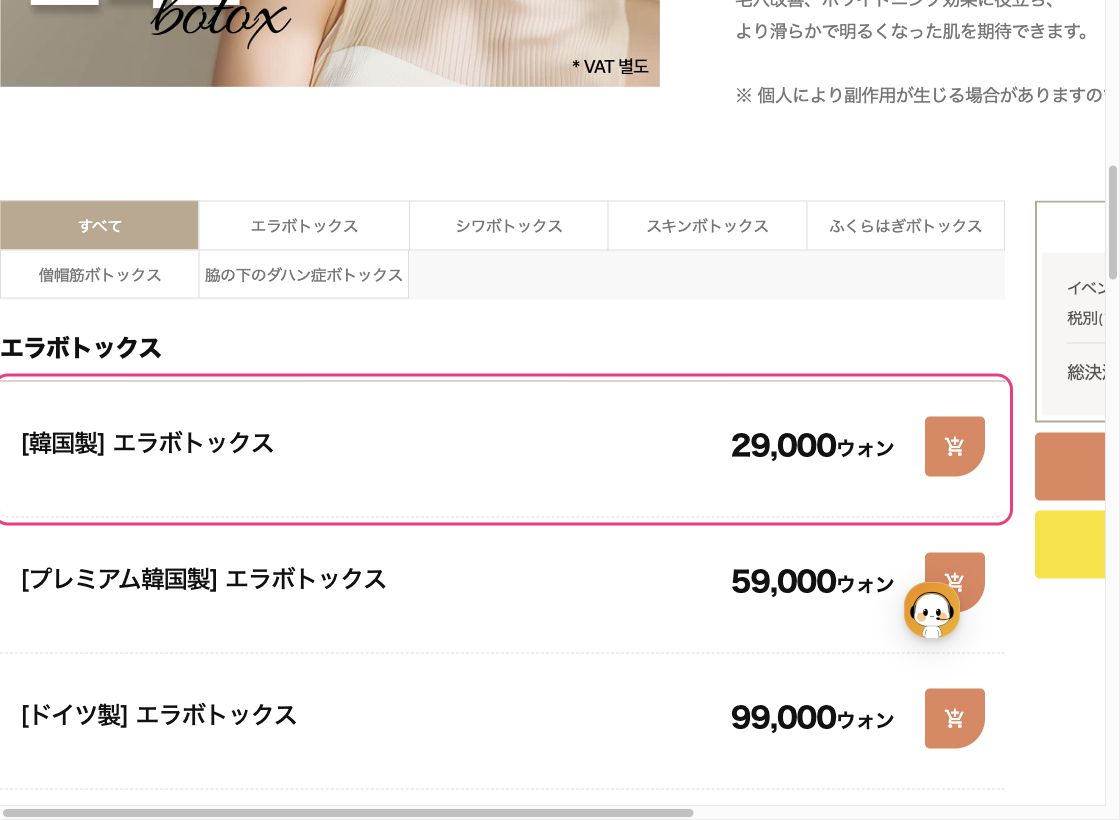 botox
* VAT 別途
より滑らかで明るくなった肌を期待できます。
※ 個人により副作用が生じる場合がありますの
すべて
エラボトックス
シワボトックス
スキンボトックス
ふくらはぎボトックス
僧帽筋ボトックス
脇の下のダハン症ボトックス
エラボトックス
[韓国製] エラボトックス
29,000ウォン
[プレミアム韓国製] エラボトックス
59,000ウォン
[ドイツ製] エラボトックス
99,000ウォン
イベン
税別(
総決